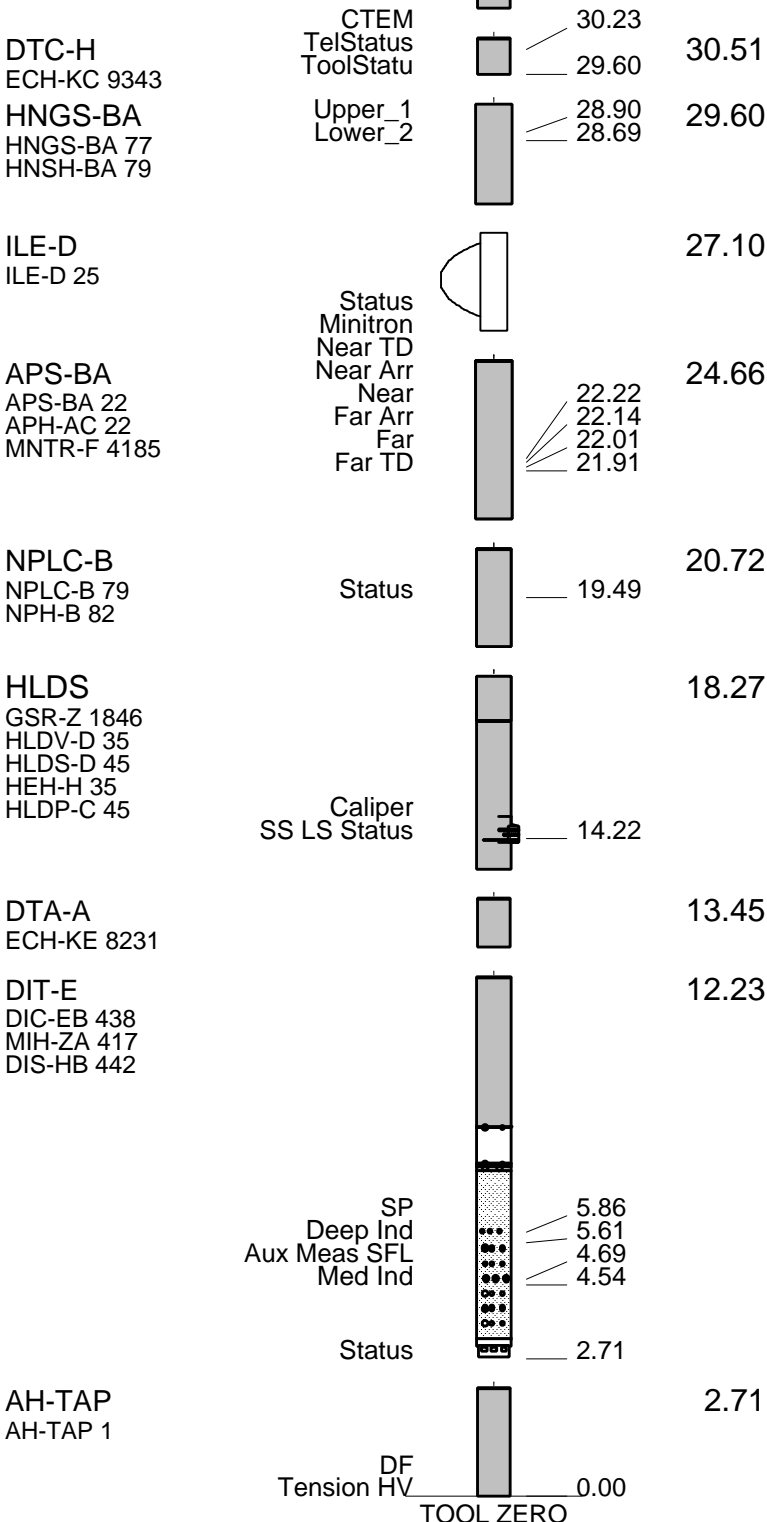 CTEM 30.23
DTC-H TelStatus 30.51
ECH-KC 9343 ToolStatu 29.60
HNGS-BA Upper_1 28.90 29.60
HNGS-BA 77 Lower_2 28.69
HNSH-BA 79
ILE-D 27.10
ILE-D 25
Status
Minitron
Near TD
APS-BA Near Arr 24.66
APS-BA 22 Near 22.22
APH-AC 22 Far Arr 22.14
MNTR-F 4185 Far 22.01
Far TD 21.91
NPLC-B 20.72
NPLC-B 79 Status 19.49
NPH-B 82
HLDS 18.27
GSR-Z 1846
HLDV-D 35
HLDS-D 45
HEH-H 35
HLDP-C 45 Caliper
SS LS Status 14.22
DTA-A 13.45
ECH-KE 8231
DIT-E 12.23
DIC-EB 438
MIH-ZA 417
DIS-HB 442
SP 5.86
Deep Ind 5.61
Aux Meas SFL 4.69
Med Ind 4.54
Status 2.71
AH-TAP 2.71
AH-TAP 1
DF
Tension HV 0.00
TOOL ZERO